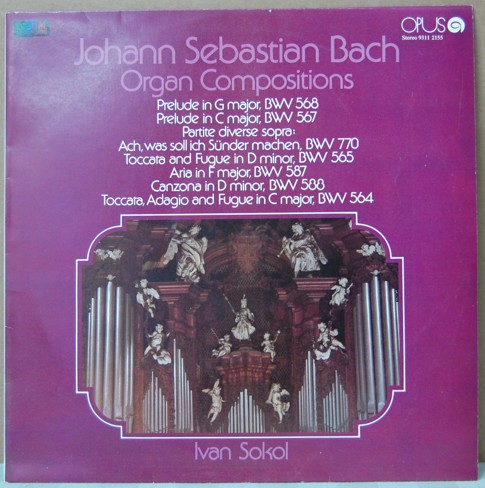 OPUS
Stereo 9311 2155
Johann Sebastian Bach
Organ Compositions
Prelude in G major, BWV 568
Prelude in C major, BWV 567
Partite diverse sopra:
Ach, was soll ich Sünder machen, BWV 770
Toccata and Fugue in D minor, BWV 565
Aria in F major, BWV 587
Canzona in D minor, BWV 588
Toccata, Adagio and Fugue in C major, BWV 564
Ivan Sokol